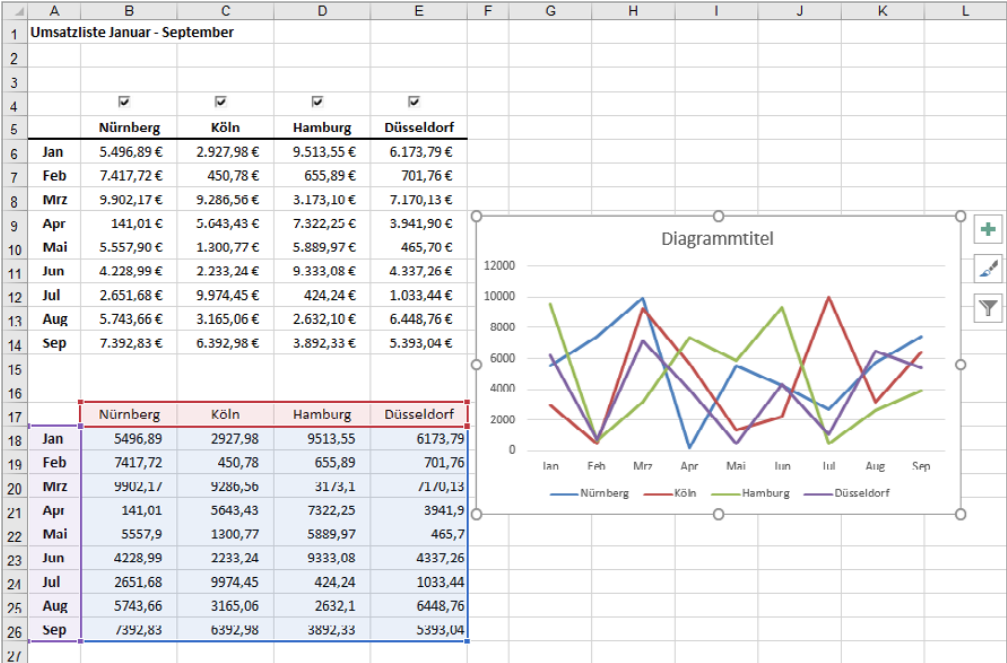 A B C D E F G H I J K L
1 Umsatzliste Januar - September
2
3
4
5 Nürnberg Köln Hamburg Düsseldorf
6 Jan 5.496,89 € 2.927,98 € 9.513,55 € 6.173,79 €
7 Feb 7.417,72 € 450,78 € 655,89 € 701,76 €
8 Mrz 9.902,17 € 9.286,56 € 3.173,10 € 7.170,13 €
9 Apr 141,01 € 5.643,43 € 7.322,25 € 3.941,90 €
10 Mai 5.557,90 € 1.300,77 € 5.889,97 € 465,70 €
11 Jun 4.228,99 € 2.233,24 € 9.333,08 € 4.337,26 €
12 Jul 2.651,68 € 9.974,45 € 424,24 € 1.033,44 €
13 Aug 5.743,66 € 3.165,06 € 2.632,10 € 6.448,76 €
14 Sep 7.392,83 € 6.392,98 € 3.892,33 € 5.393,04 €
15
16
17 Nürnberg Köln Hamburg Düsseldorf
18 Jan 5496,89 2927,98 9513,55 6173,79
19 Feb 7417,72 450,78 655,89 701,76
20 Mrz 9902,17 9286,56 3173,1 7170,13
21 Apr 141,01 5643,43 7322,25 3941,9
22 Mai 5557,9 1300,77 5889,97 465,7
23 Jun 4228,99 2233,24 9333,08 4337,26
24 Jul 2651,68 9974,45 424,24 1033,44
25 Aug 5743,66 3165,06 2632,1 6448,76
26 Sep 7392,83 6392,98 3892,33 5393,04
27
Diagrammtitel
12000
10000
8000
6000
4000
2000
0
Jan Feb Mrz Apr Mai Jun Jul Aug Sep
Nürnberg Köln Hamburg Düsseldorf